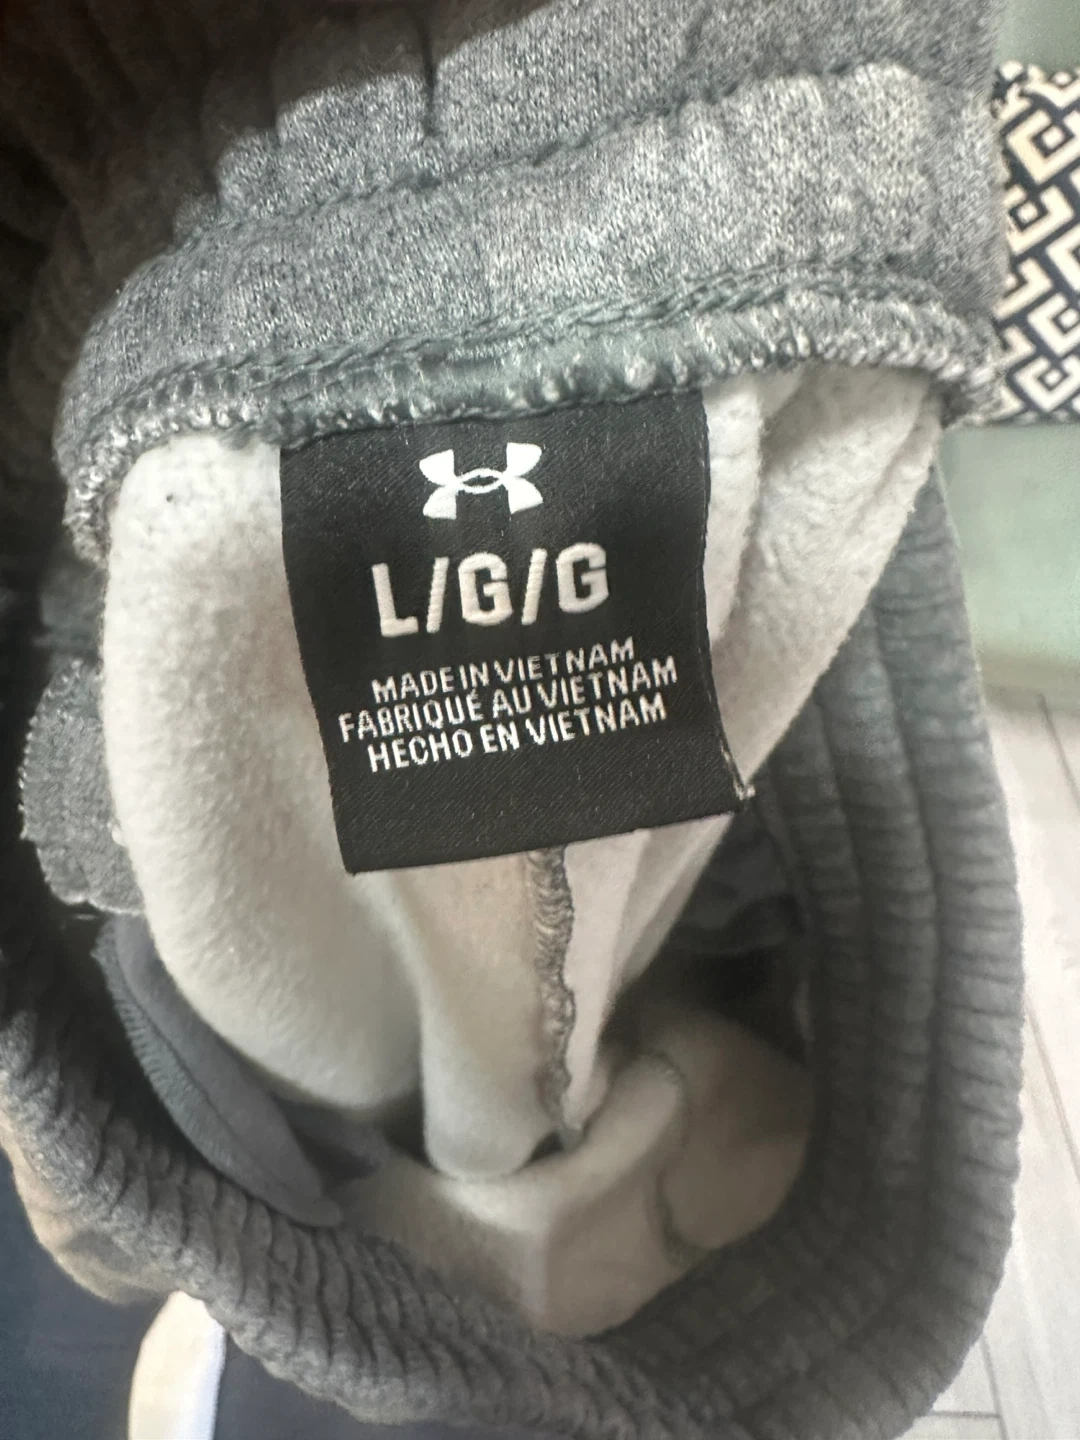 L/G/G
MADE IN VIETNAM
FABRIQUÉ AU VIETNAM
HECHO EN VIETNAM